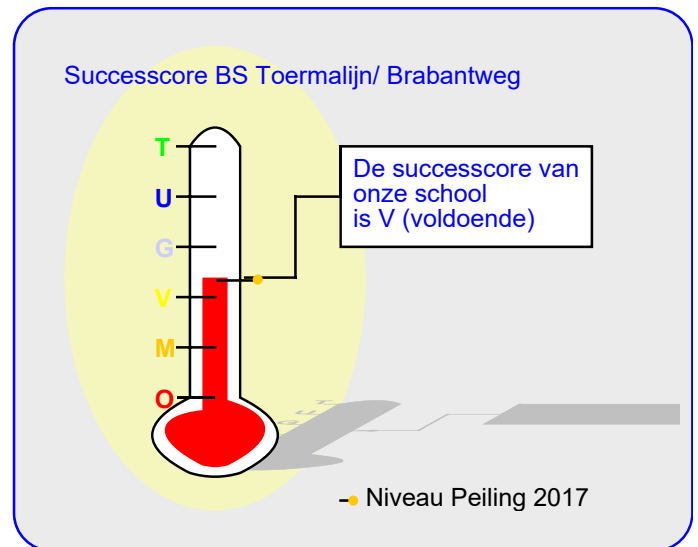 Successcore BS Toermalijn/ Brabantweg
T
U
G
V
M
O
De successcore van
onze school
is V (voldoende)
T
U
G
Niveau Peiling 2017